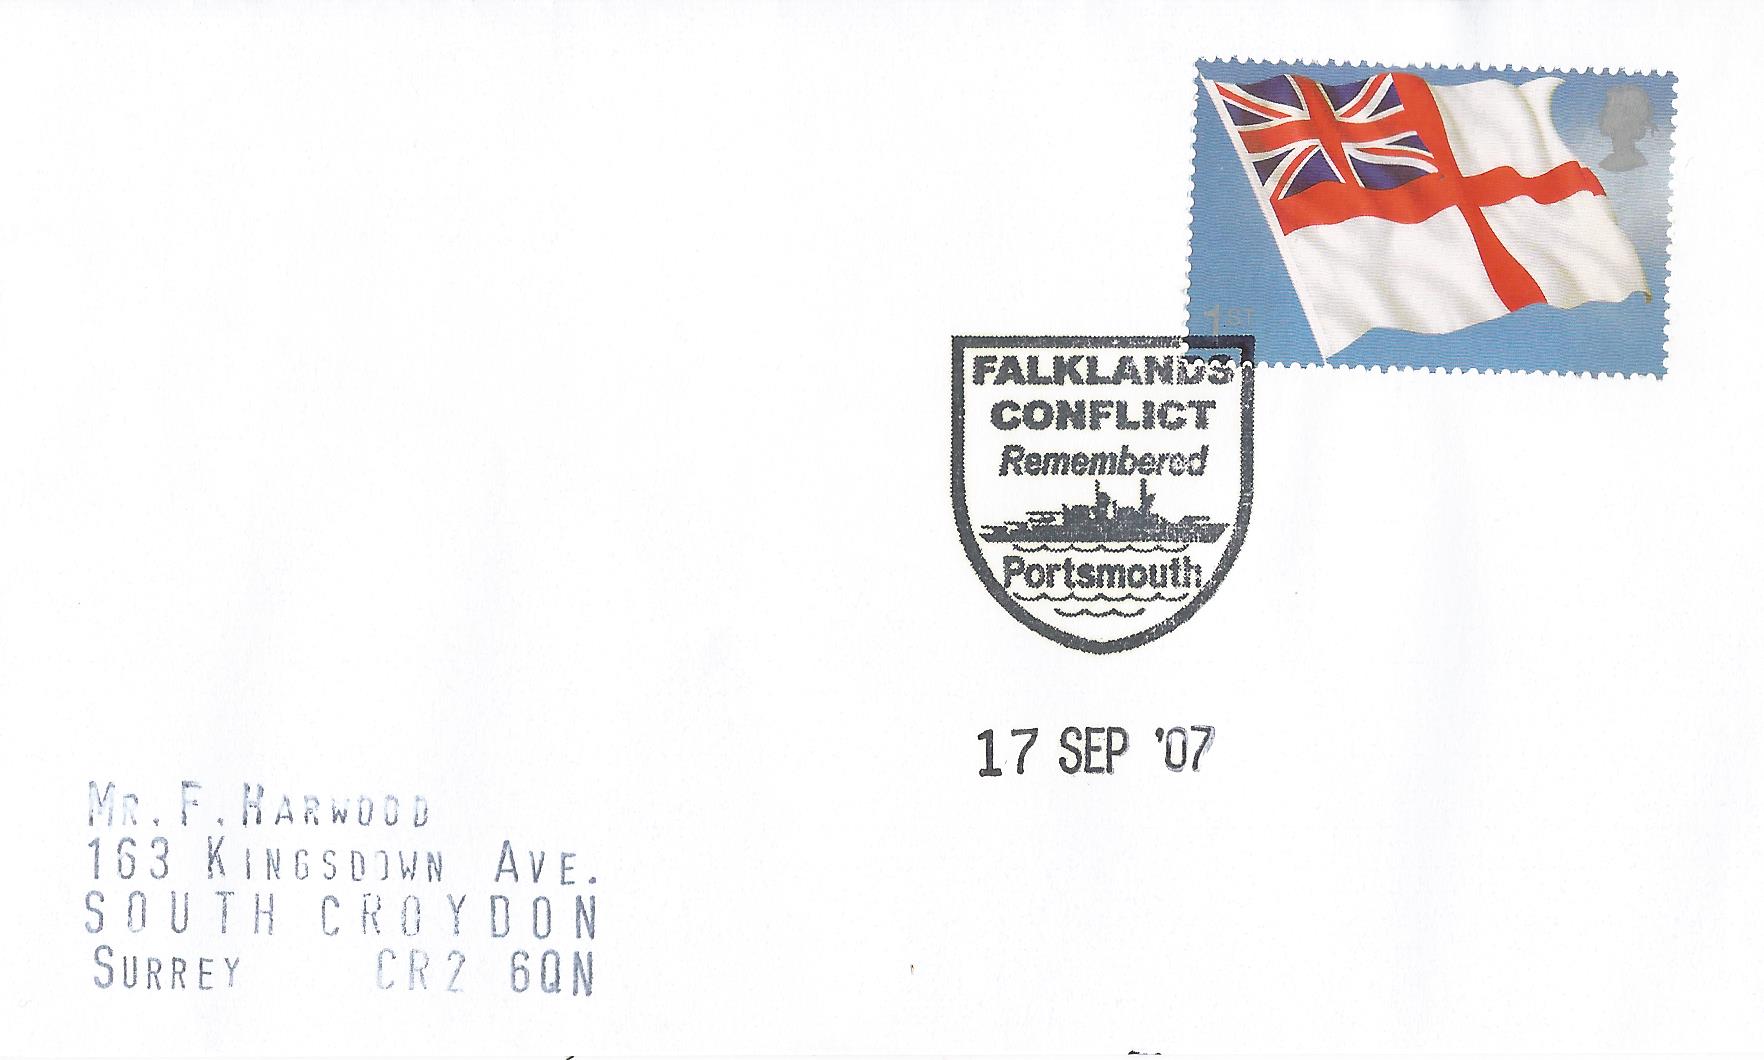 1ST
FALKLANDS
CONFLICT
Remembered
Portsmouth
17 SEP '07
MR. F. HARWOOD
163 KINGSDOWN AVE.
SOUTH CROYDON
SURREY CR2 6QN